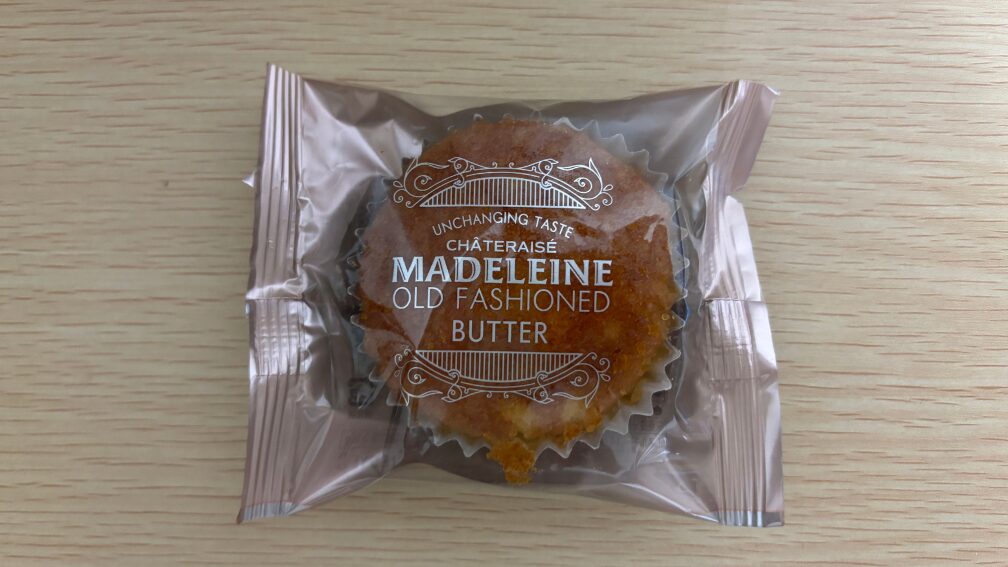 UNCHANGING TASTE
CHÂTERAISÉ
MADELEINE
OLD FASHIONED
BUTTER